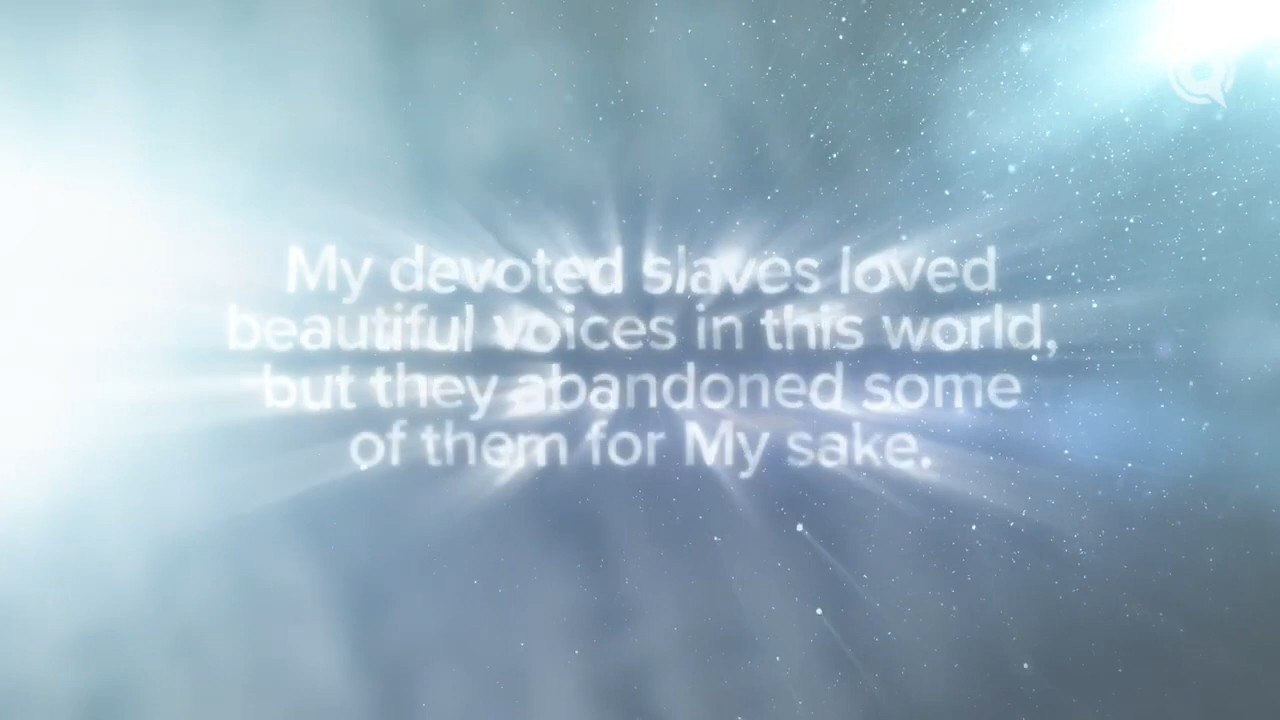 My devoted slaves loved
beautiful voices in this world,
but they abandoned some
of them for My sake.